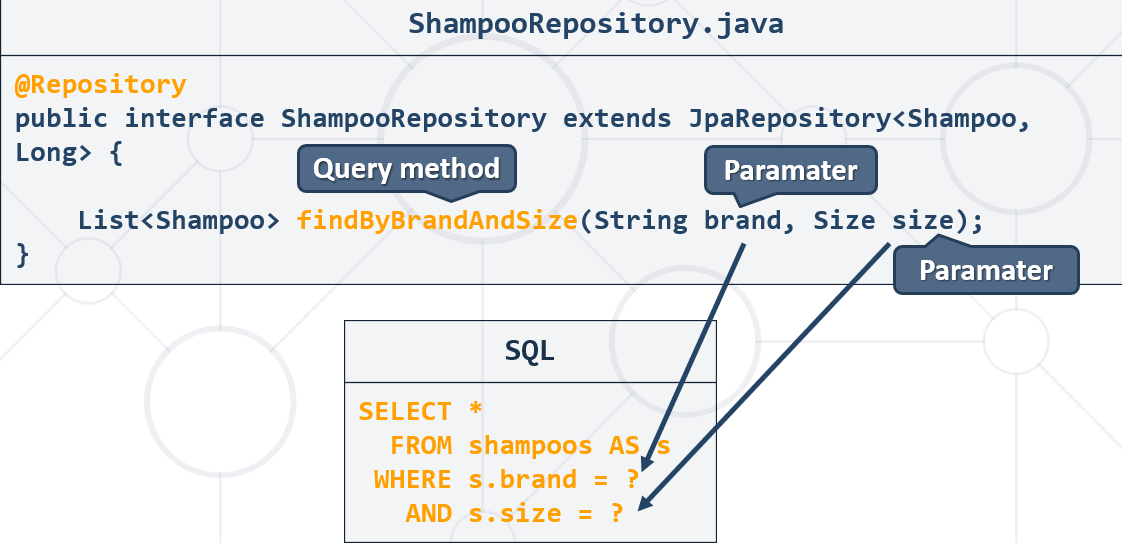 ShampooRepository.java
@Repository
public interface ShampooRepository extends JpaRepository<Shampoo,
Long> {
Query method
Paramater
List<Shampoo> findByBrandAndSize(String brand, Size size);
}
Paramater
SQL
SELECT *
FROM shampoos AS s
WHERE s.brand = ?
AND s.size = ?